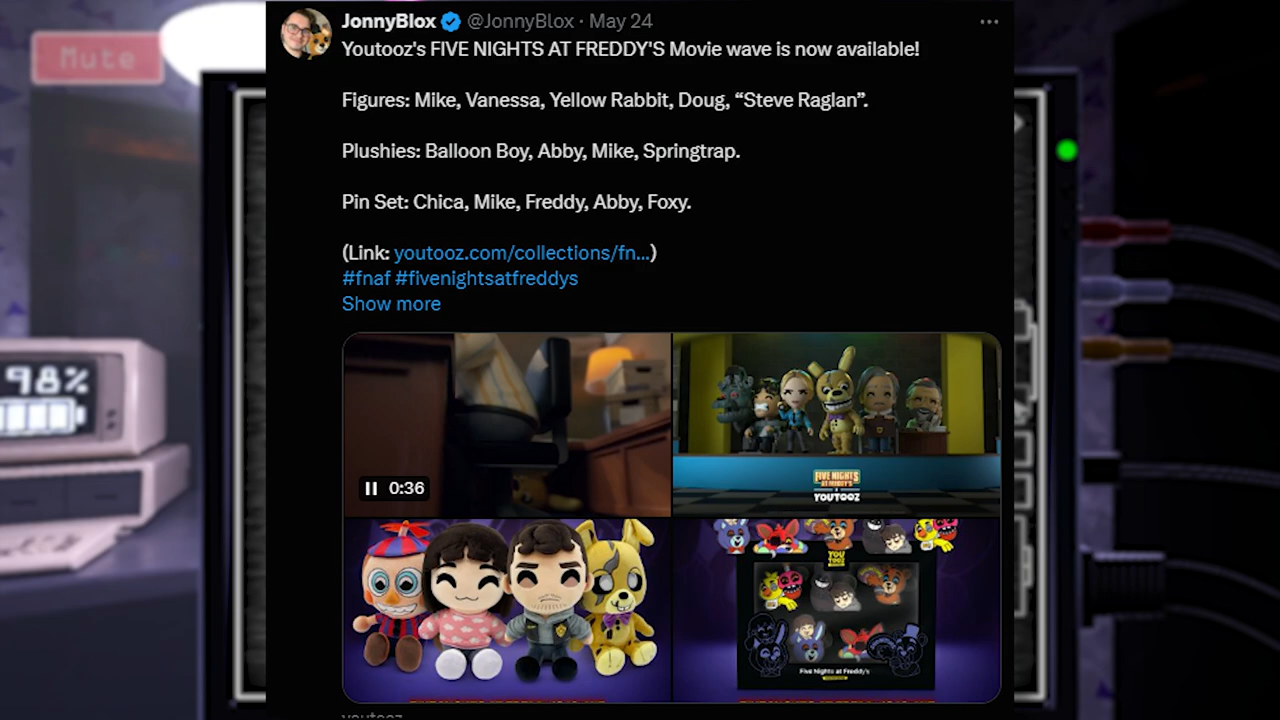 Mute
JonnyBlox @JonnyBlox · May 24
Youtooz's FIVE NIGHTS AT FREDDY'S Movie wave is now available!
Figures: Mike, Vanessa, Yellow Rabbit, Doug, “Steve Raglan”.
Plushies: Balloon Boy, Abby, Mike, Springtrap.
Pin Set: Chica, Mike, Freddy, Abby, Foxy.
(Link: youtooz.com/collections/fn...)
#fnaf #fivenightsatfreddys
Show more
98%
0:36
FIVE NIGHTS
AT FREDDY'S
YOUTOOZ
YOU
TOOZ
Five Nights at Freddy's
youtooz